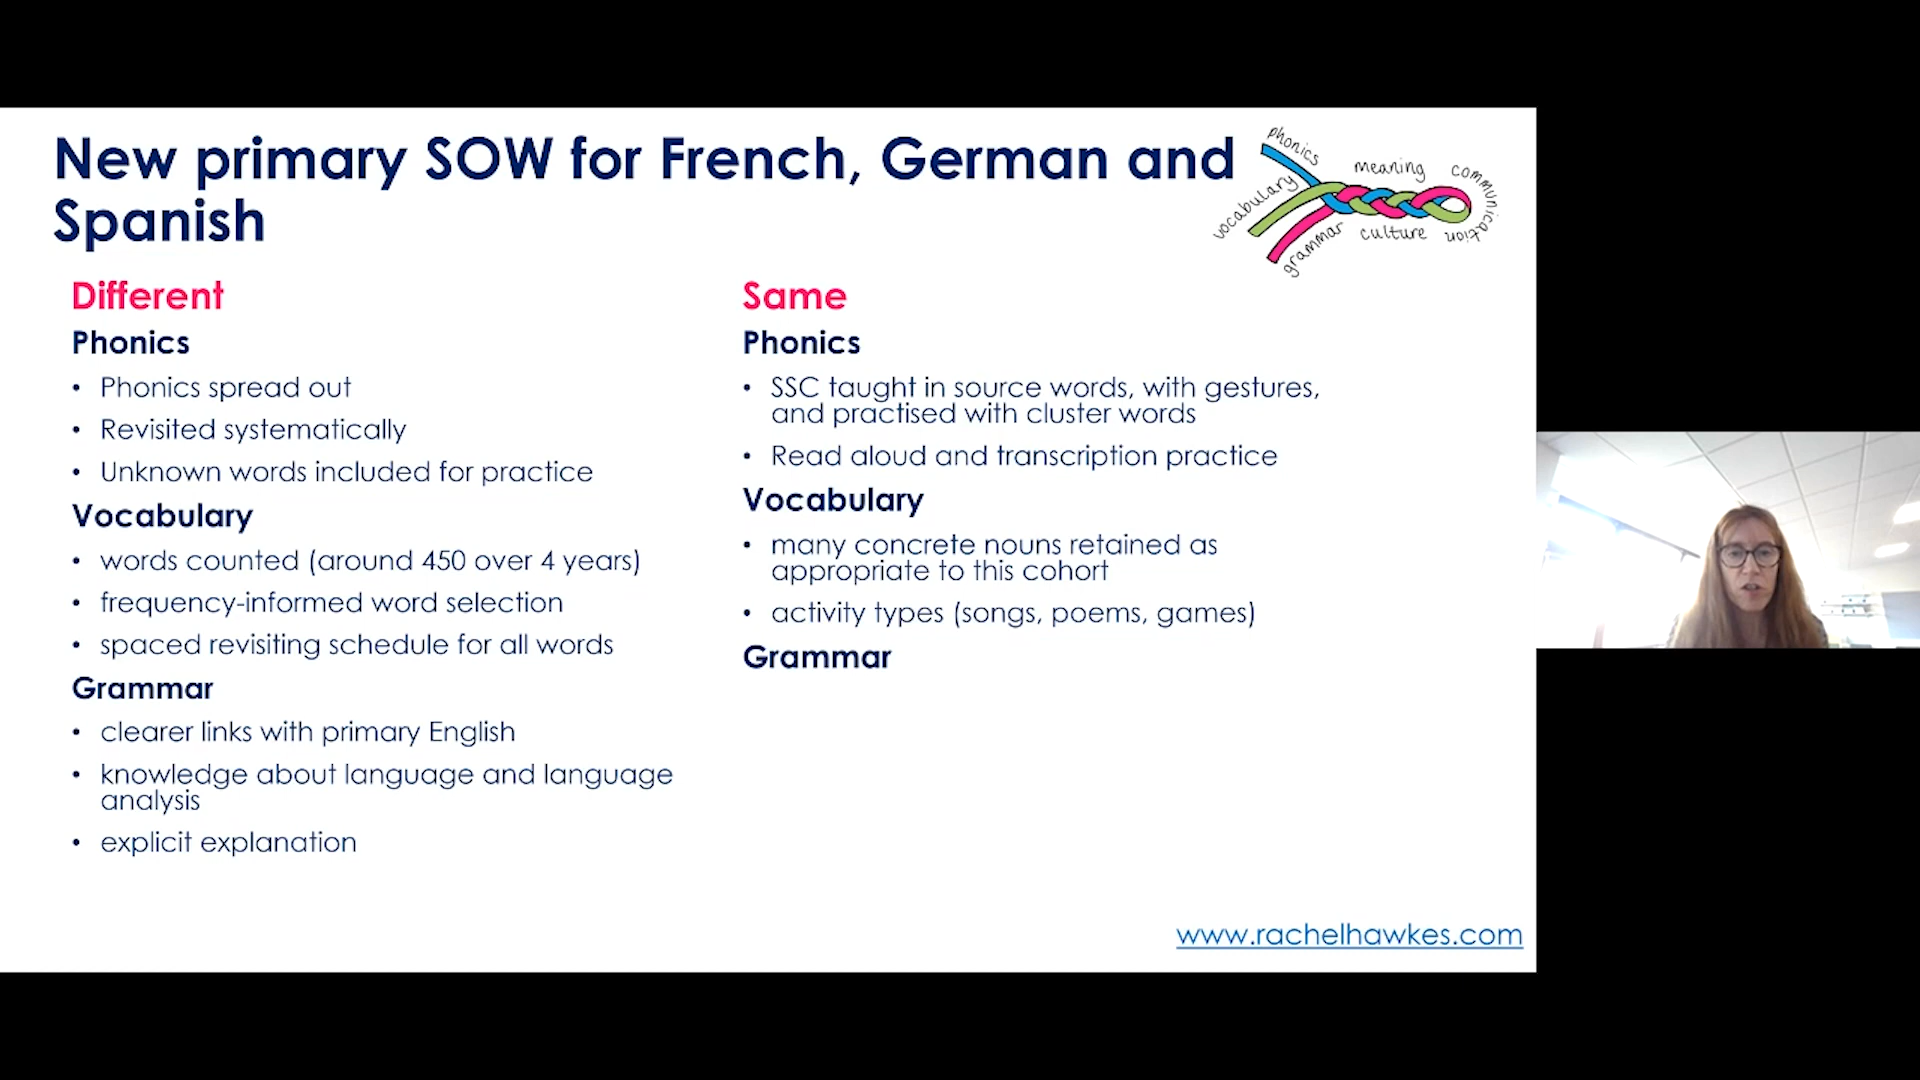 New primary SOW for French, German and
Spanish
phonics
vocabulary
grammar
meaning
culture
communication
Different
Phonics
• Phonics spread out
• Revisited systematically
• Unknown words included for practice
Vocabulary
• words counted (around 450 over 4 years)
• frequency-informed word selection
• spaced revisiting schedule for all words
Grammar
• clearer links with primary English
• knowledge about language and language
analysis
• explicit explanation
Same
Phonics
• SSC taught in source words, with gestures,
and practised with cluster words
• Read aloud and transcription practice
Vocabulary
• many concrete nouns retained as
appropriate to this cohort
• activity types (songs, poems, games)
Grammar
www.rachelhawkes.com